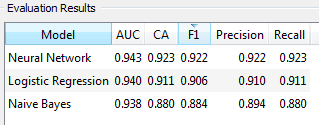 Evaluation Results
Model AUC CA F1 Precision Recall
Neural Network 0.943 0.923 0.922 0.922 0.923
Logistic Regression 0.940 0.911 0.906 0.910 0.911
Naive Bayes 0.938 0.880 0.884 0.894 0.880